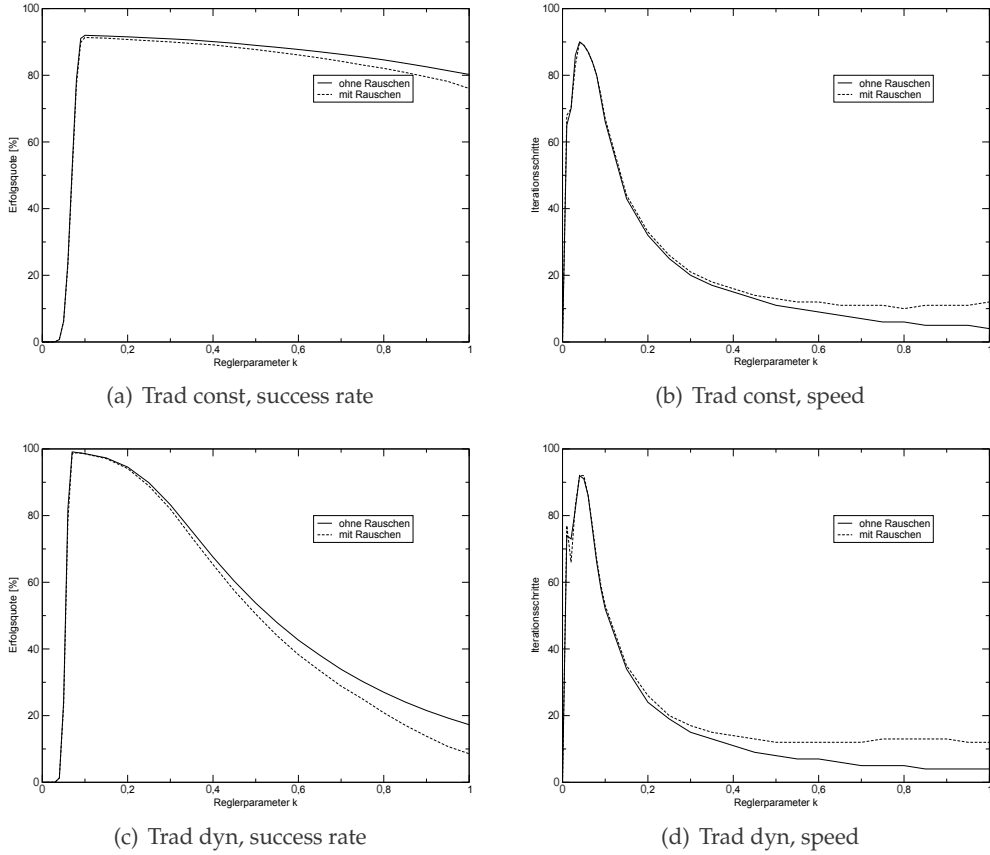 100
80
60
40
20
0
Erfolgsquote [%]
ohne Rauschen
mit Rauschen
0 0,2 0,4 0,6 0,8 1
Reglerparameter k
(a) Trad const, success rate
100
80
60
40
20
0
Iterationsschritte
ohne Rauschen
mit Rauschen
0 0.2 0.4 0.6 0.8 1
Reglerparameter k
(b) Trad const, speed
100
80
60
40
20
0
Erfolgsquote [%]
ohne Rauschen
mit Rauschen
0 0,2 0,4 0,6 0,8 1
Reglerparameter k
(c) Trad dyn, success rate
100
80
60
40
20
0
Iterationsschritte
ohne Rauschen
mit Rauschen
0 0.2 0.4 0.6 0.8 1
Reglerparameter k
(d) Trad dyn, speed